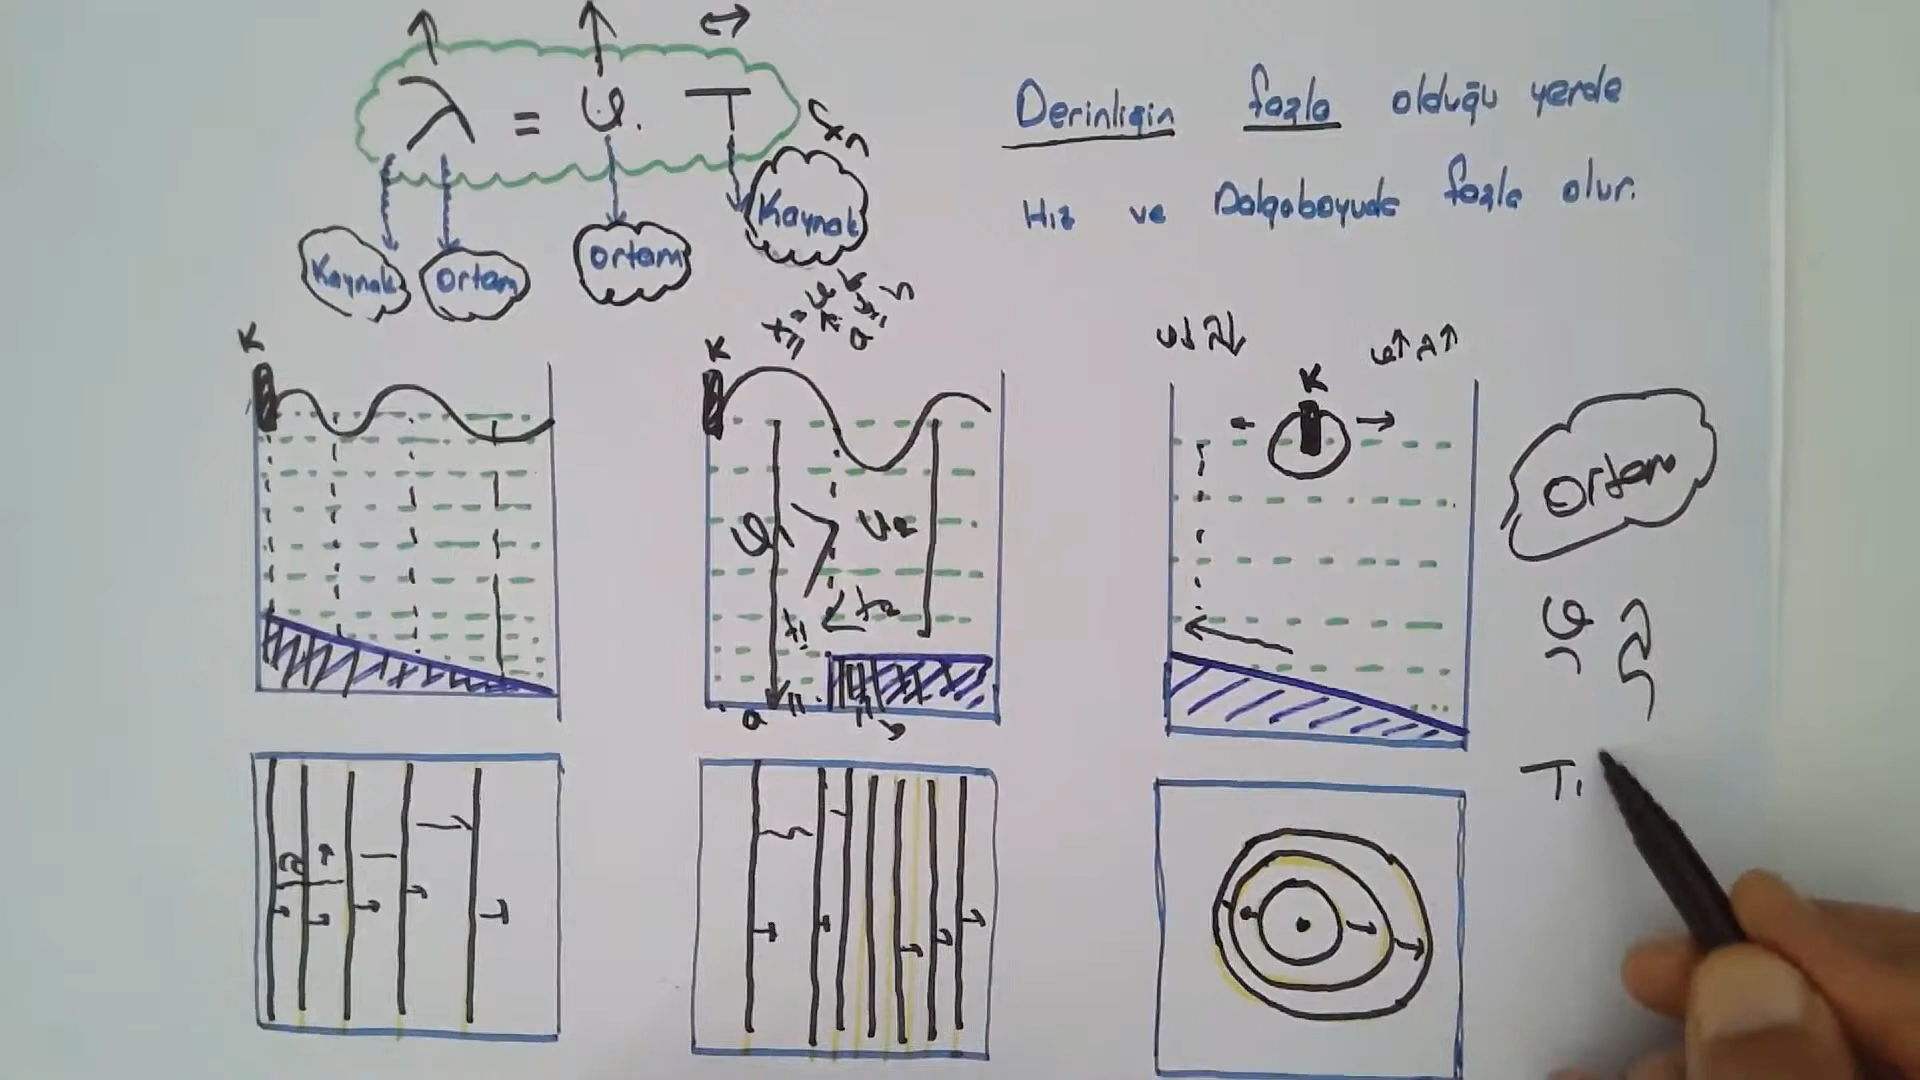 λ = υ. T
Derinliğin fazla olduğu yerde
Hız ve Dalgaboyuda fazla olur.
Kaynak
Ortam
Ortam
Kaynak
K
K
υ↓ λ↓
K
υ↑ λ↑
Ortam
υ λ
T